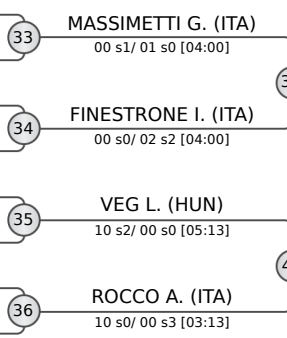 MASSIMETTI G. (ITA)
33
00 s1/ 01 s0 [04:00]
FINESTRONE I. (ITA)
34
00 s0/ 02 s2 [04:00]
VEG L. (HUN)
35
10 s2/ 00 s0 [05:13]
ROCCO A. (ITA)
36
10 s0/ 00 s3 [03:13]